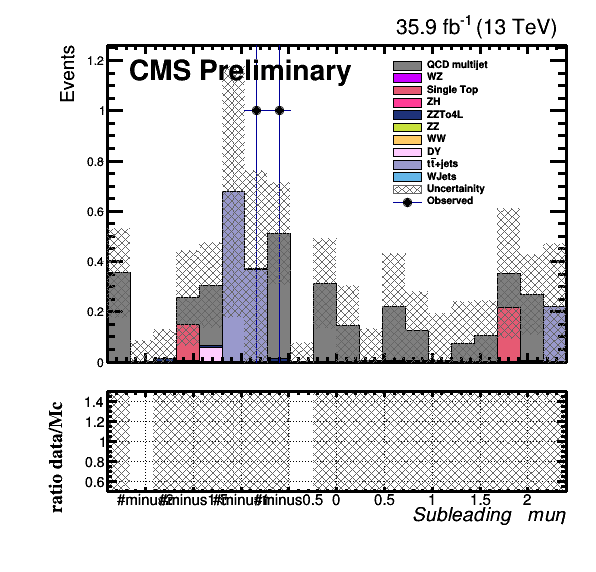 35.9 fb⁻¹ (13 TeV)
CMS Preliminary
Events
1.2
1
0.8
0.6
0.4
0.2
0
QCD multijet
WZ
Single Top
ZH
ZZTo4L
ZZ
WW
DY
tt̄+jets
WJets
Uncertainity
Observed
ratio data/Mc
1.4
1.2
1
0.8
0.6
0.5 0 0.5 1 1.5 2
Subleading muη